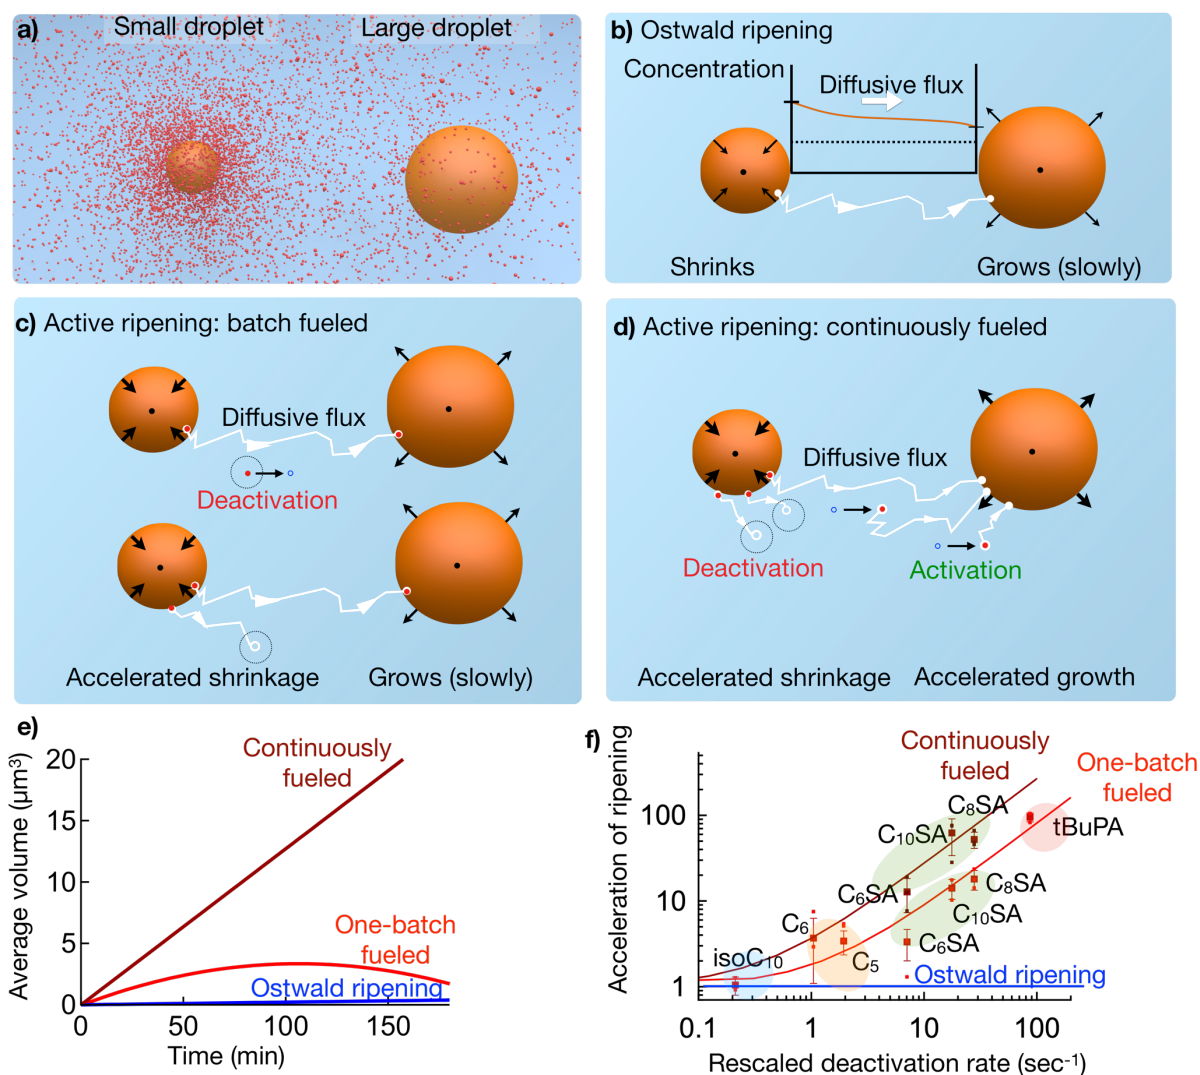 a)
Small droplet
Large droplet
b) Ostwald ripening
Concentration
Diffusive flux
Shrinks
Grows (slowly)
c) Active ripening: batch fueled
Diffusive flux
Deactivation
Accelerated shrinkage
Grows (slowly)
d) Active ripening: continuously fueled
Diffusive flux
Deactivation
Activation
Accelerated shrinkage
Accelerated growth
e)
Average volume (µm³)
20
15
10
5
0
Continuously
fueled
One-batch
fueled
Ostwald ripening
0
50
100
150
Time (min)
f)
Acceleration of ripening
100
10
1
Continuously
fueled
One-batch
fueled
C₈SA
C₁₀SA
tBuPA
C₆SA
C₈SA
C₁₀SA
C₆
C₆SA
isoC₁₀
C₅
Ostwald ripening
0.1
1
10
100
Rescaled deactivation rate (sec⁻¹)